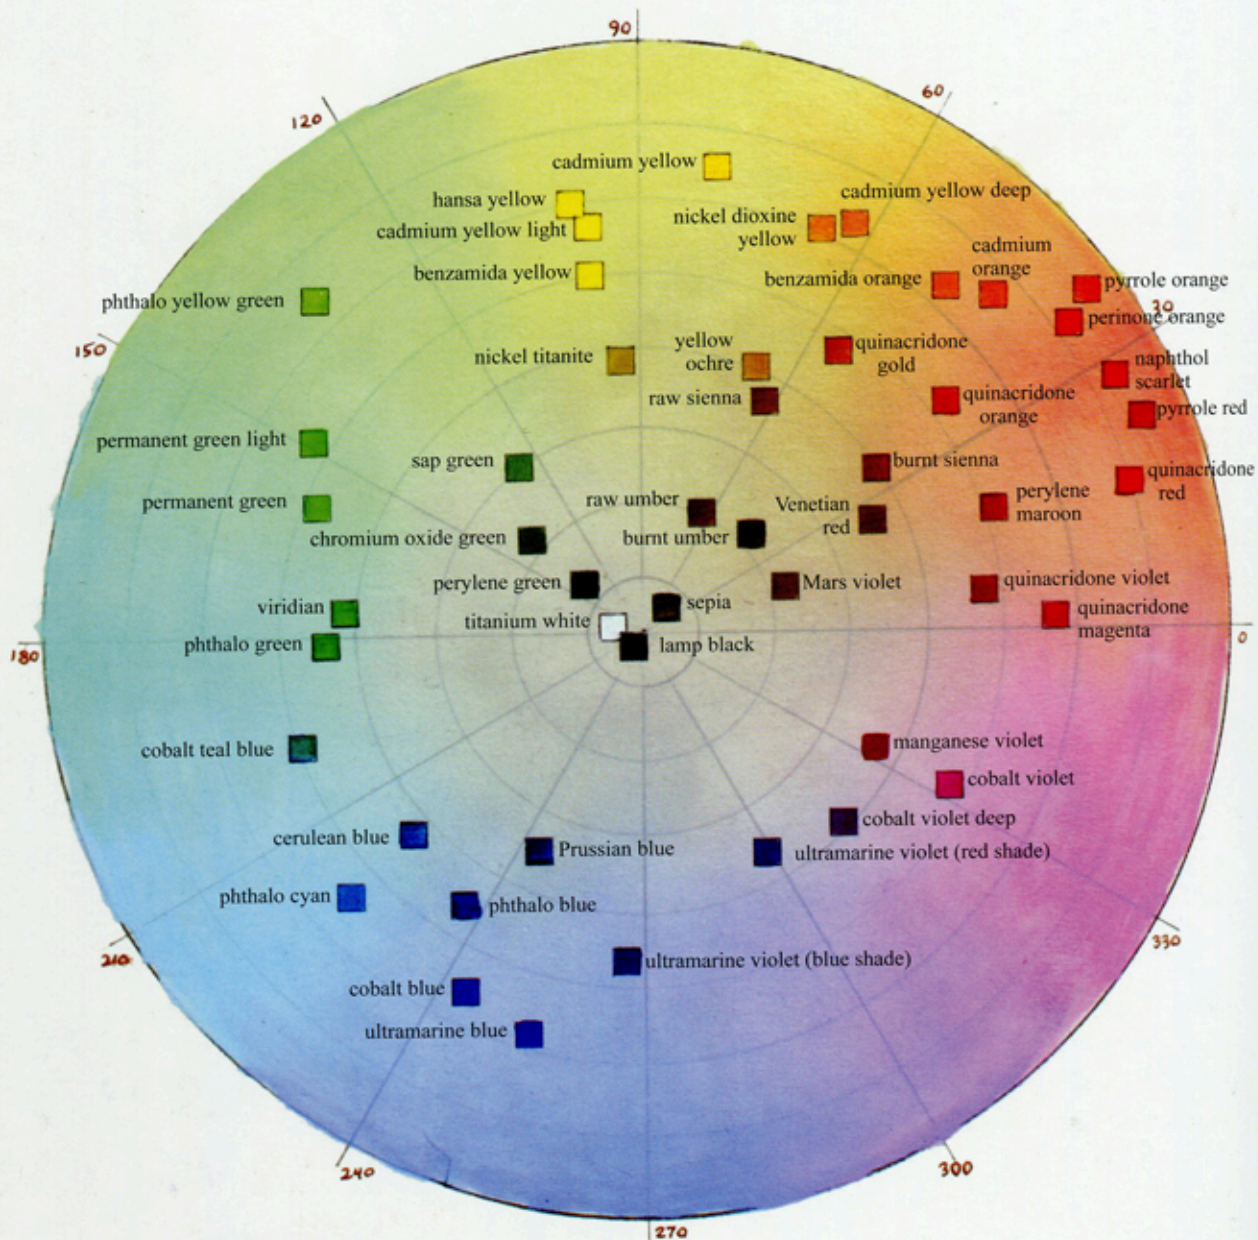 90
60
120
cadmium yellow
cadmium yellow deep
hansa yellow
nickel dioxine
yellow
cadmium yellow light
cadmium
orange
benzamida yellow
benzamida orange
pyrrole orange
phthalo yellow green
30
perinone orange
150
nickel titanite
yellow
ochre
quinacridone
gold
naphthol
scarlet
raw sienna
quinacridone
orange
pyrrole red
permanent green light
sap green
burnt sienna
quinacridone
red
permanent green
raw umber
Venetian
red
perylene
maroon
chromium oxide green
burnt umber
perylene green
Mars violet
quinacridone violet
viridian
titanium white
sepia
quinacridone
magenta
phthalo green
lamp black
180
0
cobalt teal blue
manganese violet
cobalt violet
cerulean blue
Prussian blue
cobalt violet deep
ultramarine violet (red shade)
phthalo cyan
phthalo blue
210
330
ultramarine violet (blue shade)
cobalt blue
ultramarine blue
240
300
270